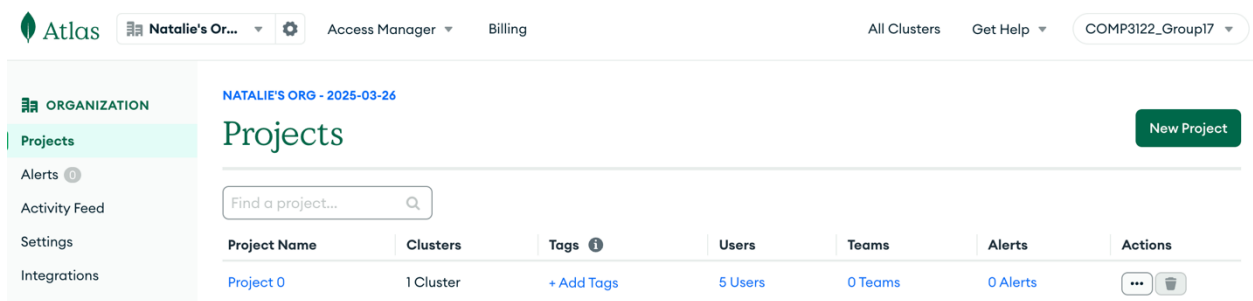 Atlas Natalie's Or... Access Manager Billing All Clusters Get Help COMP3122_Group17
ORGANIZATION
Projects
Alerts 0
Activity Feed
Settings
Integrations
NATALIE'S ORG - 2025-03-26
Projects
New Project
Find a project...
Project Name Clusters Tags Users Teams Alerts Actions
Project 0 1 Cluster + Add Tags 5 Users 0 Teams 0 Alerts